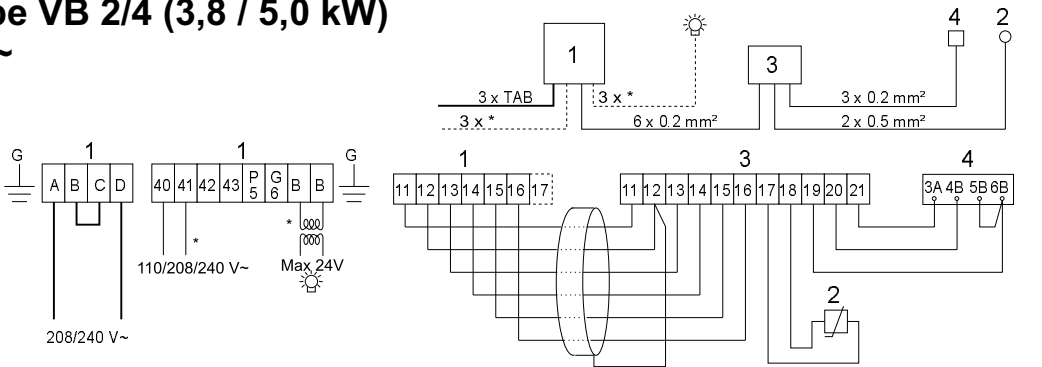 pe VB 2/4 (3,8 / 5,0 kW)
~
4 2
1
3
3 x TAB 3 x * 3 x 0.2 mm²
3 x * 6 x 0.2 mm² 2 x 0.5 mm²
G 1 1 G 1 3 4
A B C D
40 41 42 43 P5 G6 B B
11 12 13 14 15 16 17
11 12 13 14 15 16 17 18 19 20 21
3A 4B 5B 6B
*
*
110/208/240 V~ Max 24V
2
208/240 V~